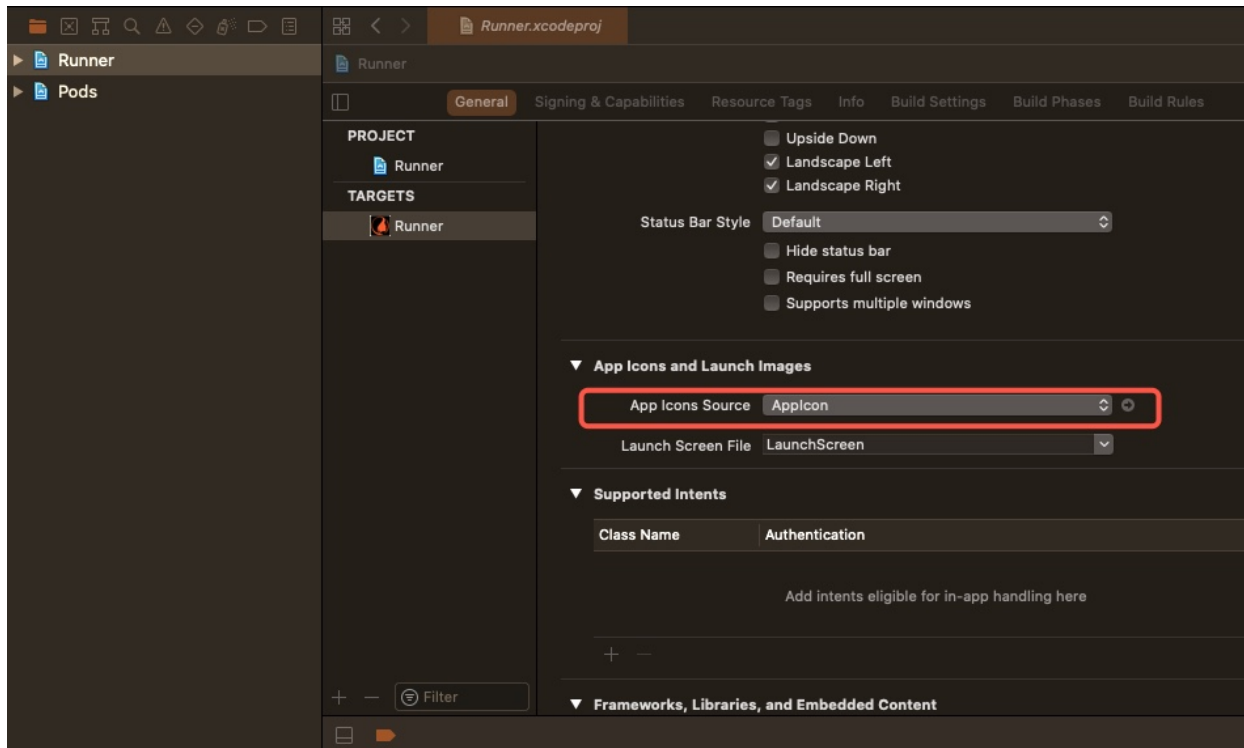 Runner.xcodeproj
Runner
Pods
Runner
General Signing & Capabilities Resource Tags Info Build Settings Build Phases Build Rules
PROJECT
Runner
TARGETS
Runner
Upside Down
Landscape Left
Landscape Right
Status Bar Style Default
Hide status bar
Requires full screen
Supports multiple windows
App Icons and Launch Images
App Icons Source AppIcon
Launch Screen File LaunchScreen
Supported Intents
Class Name Authentication
Add intents eligible for in-app handling here
Filter
Frameworks, Libraries, and Embedded Content